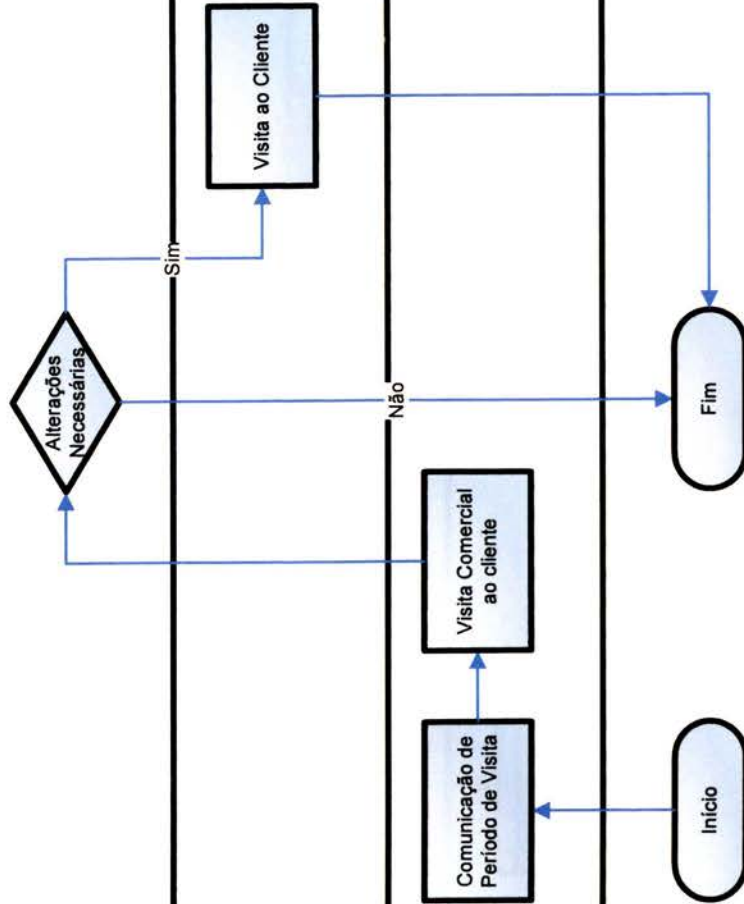 Início
Comunicação de
Período de Visita
Visita Comercial
ao cliente
Alterações
Necessárias
Sim
Não
Visita ao Cliente
Fim